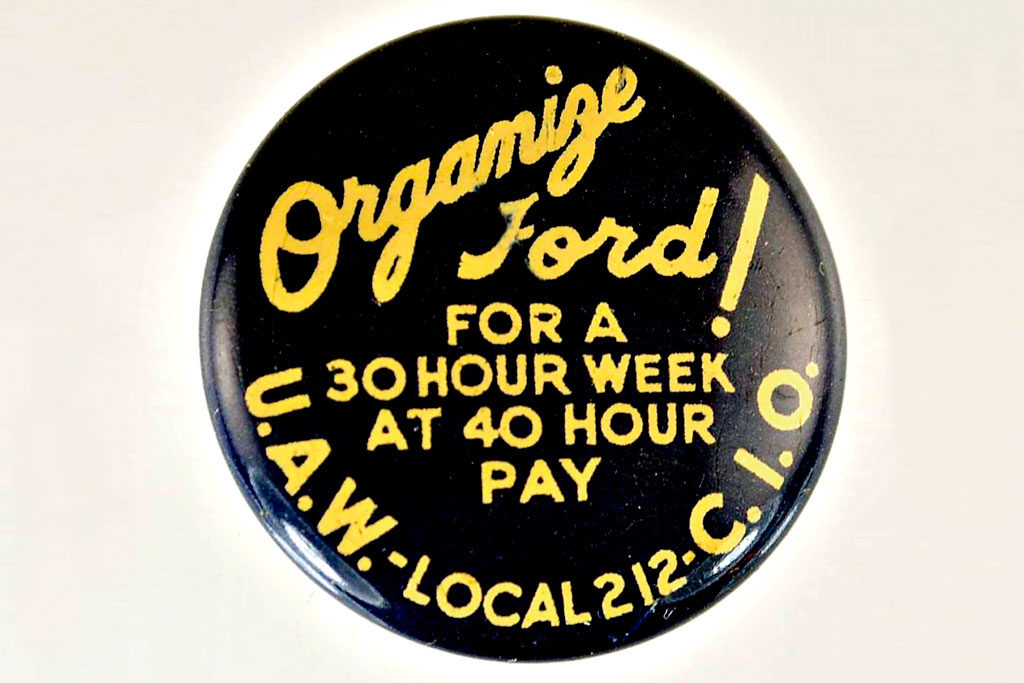 Organize
Ford!
FOR A
30 HOUR WEEK
AT 40 HOUR
PAY
U.A.W.-LOCAL 212-C.I.O.